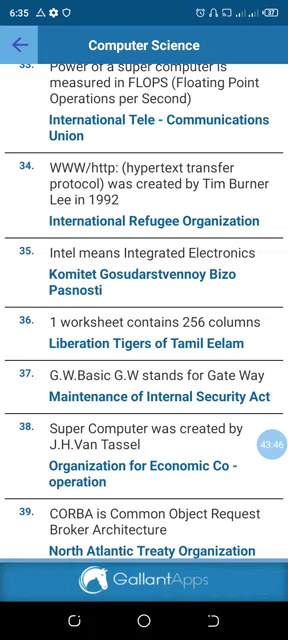 6:35
37
Computer Science
33. Power of a super computer is
measured in FLOPS (Floating Point
Operations per Second)
International Tele - Communications
Union
34. WWW/http: (hypertext transfer
protocol) was created by Tim Burner
Lee in 1992
International Refugee Organization
35. Intel means Integrated Electronics
Komitet Gosudarstvennoy Bizo
Pasnosti
36. 1 worksheet contains 256 columns
Liberation Tigers of Tamil Eelam
37. G.W.Basic G.W stands for Gate Way
Maintenance of Internal Security Act
38. Super Computer was created by
J.H.Van Tassel
43:46
Organization for Economic Co -
operation
39. CORBA is Common Object Request
Broker Architecture
North Atlantic Treaty Organization
GallantApps